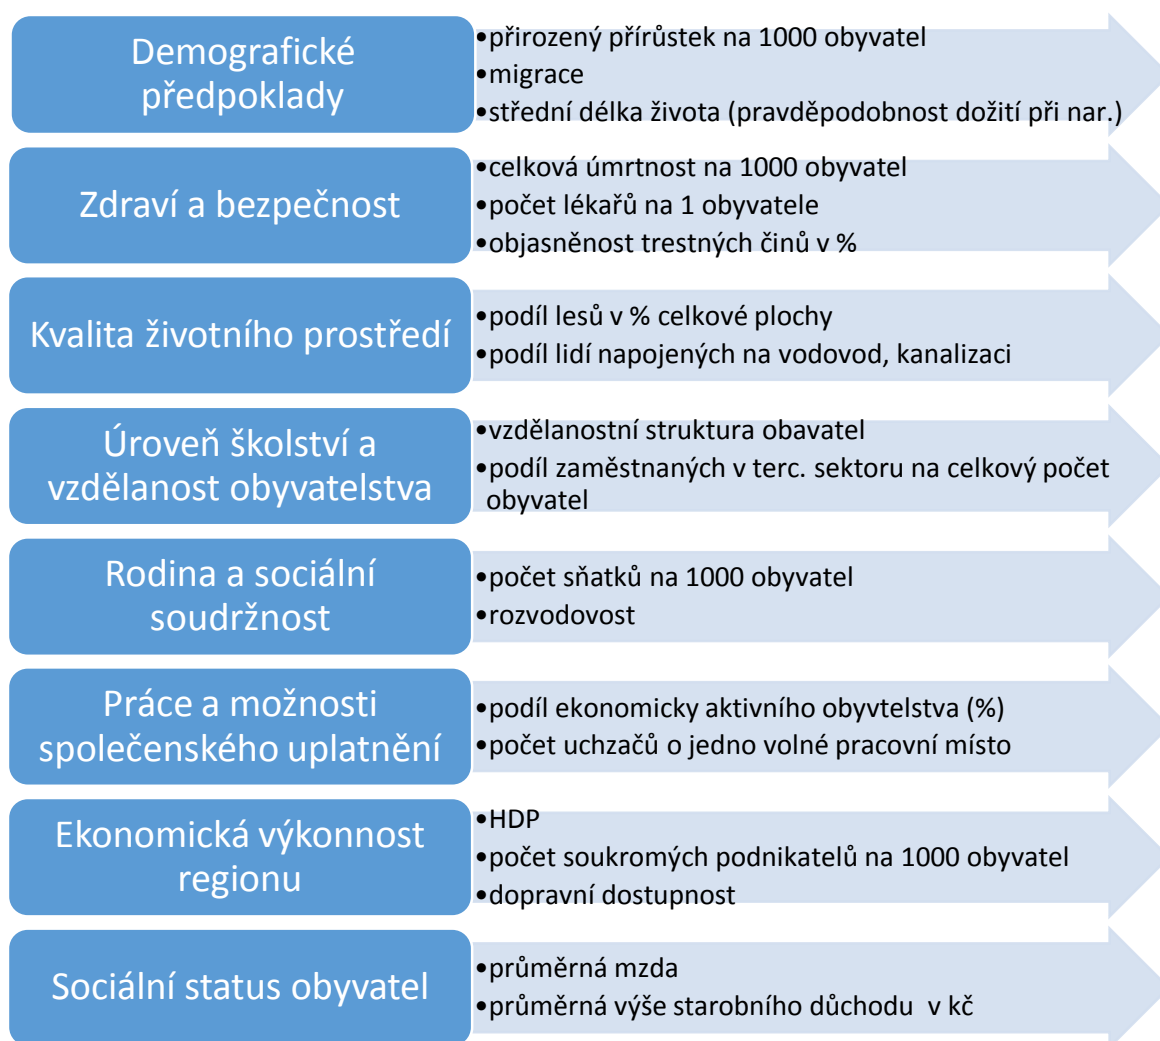 Demografické
předpoklady
•přirozený přírůstek na 1000 obyvatel
•migrace
•střední délka života (pravděpodobnost dožití při nar.)
Zdraví a bezpečnost
•celková úmrtnost na 1000 obyvatel
•počet lékařů na 1 obyvatele
•objasněnost trestných činů v %
Kvalita životního prostředí
•podíl lesů v % celkové plochy
•podíl lidí napojených na vodovod, kanalizaci
Úroveň školství a
vzdělanost obyvatelstva
•vzdělanostní struktura obavatel
•podíl zaměstnaných v terc. sektoru na celkový počet
obyvatel
Rodina a sociální
soudržnost
•počet sňatků na 1000 obyvatel
•rozvodovost
Práce a možnosti
společenského uplatnění
•podíl ekonomicky aktivního obyvtelstva (%)
•počet uchzačů o jedno volné pracovní místo
Ekonomická výkonnost
regionu
•HDP
•počet soukromých podnikatelů na 1000 obyvatel
•dopravní dostupnost
Sociální status obyvatel
•průměrná mzda
•průměrná výše starobního důchodu  v kč